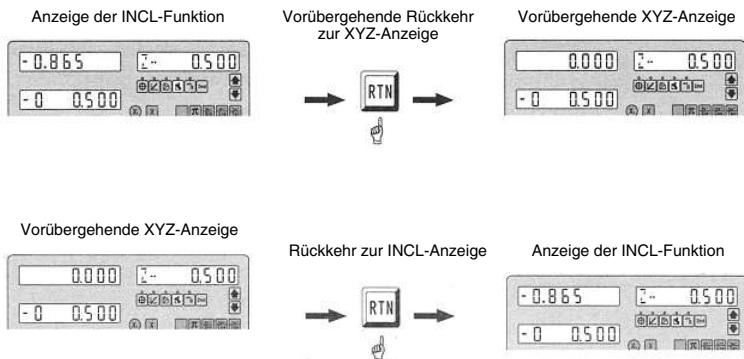 Anzeige der INCL-Funktion
Vorübergehende Rückkehr
zur XYZ-Anzeige
Vorübergehende XYZ-Anzeige
- 0.865
Z-- 0.500
- 0 0.500
RTN
0.000
Z-- 0.500
- 0 0.500
Vorübergehende XYZ-Anzeige
Rückkehr zur INCL-Anzeige
Anzeige der INCL-Funktion
0.000
Z-- 0.500
- 0 0.500
RTN
- 0.865
Z-- 0.500
- 0 0.500